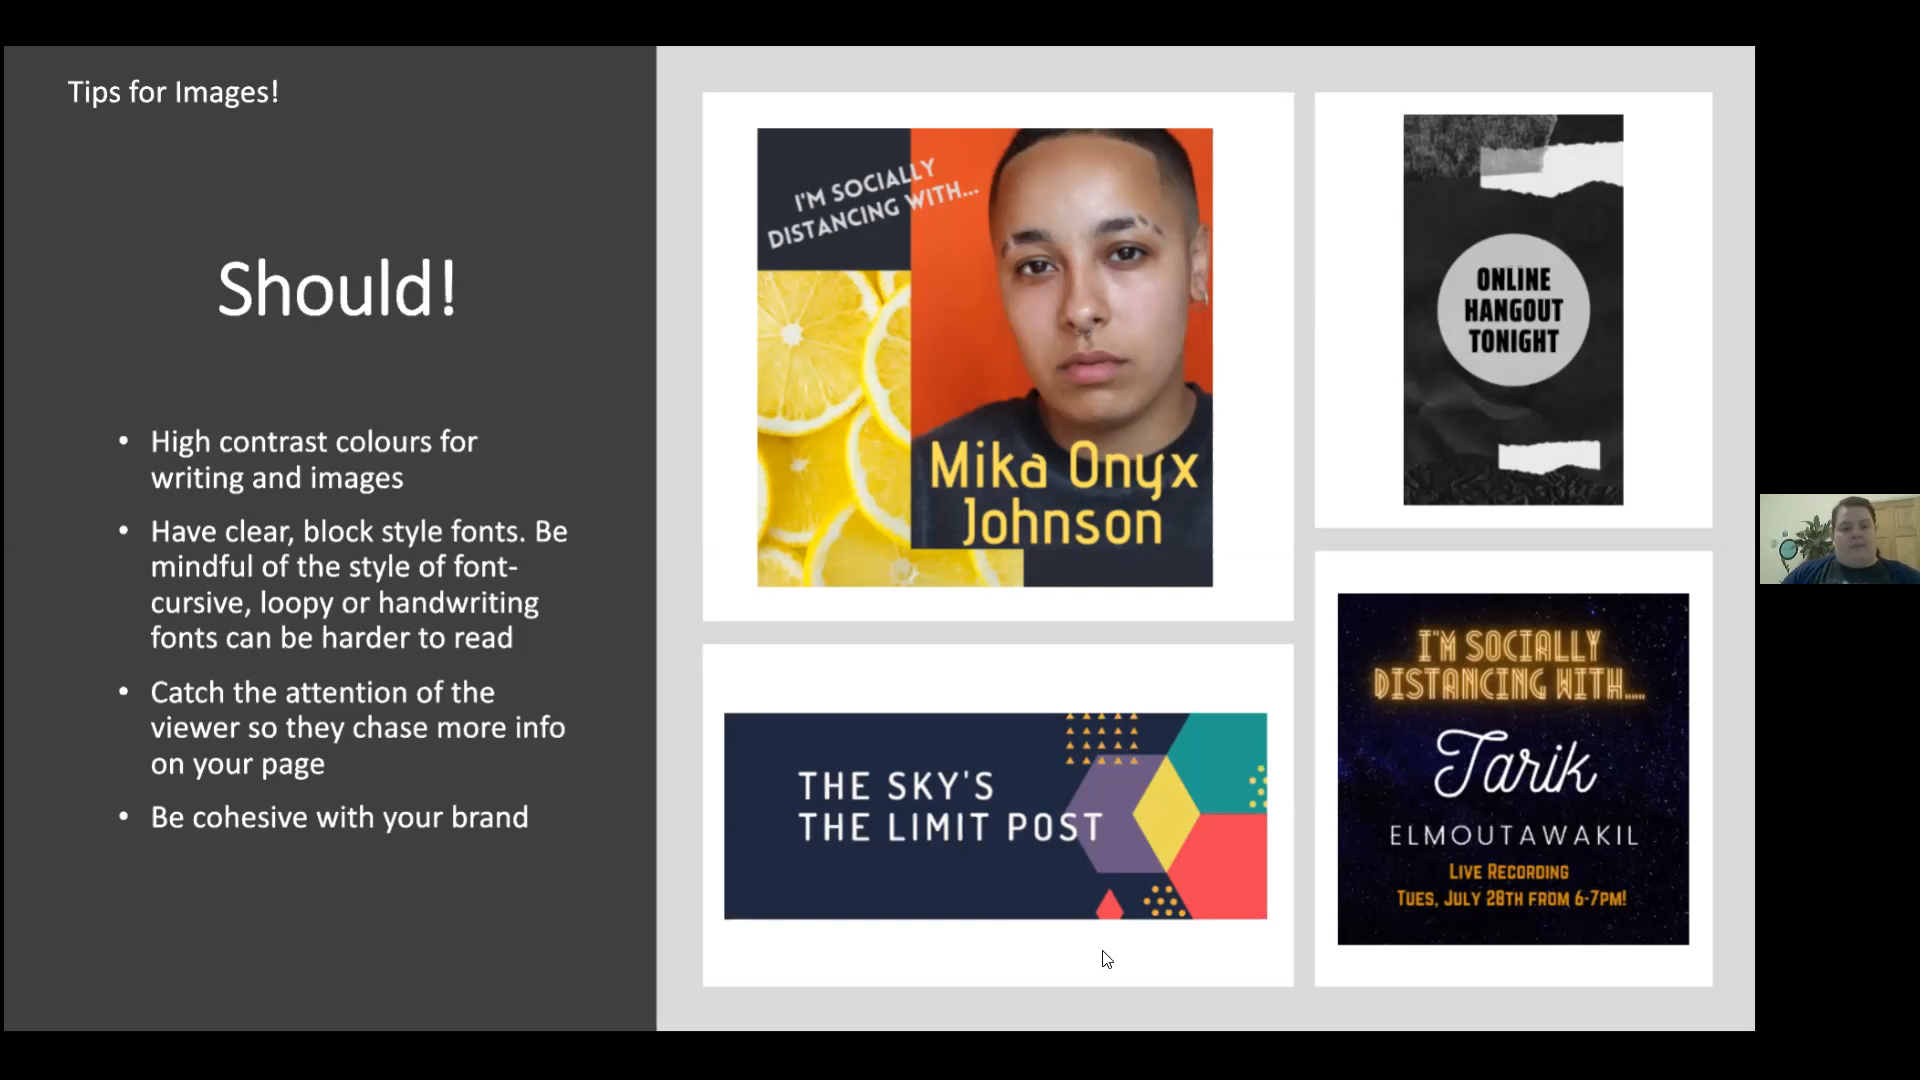 Tips for Images!
Should!
• High contrast colours for
writing and images
• Have clear, block style fonts. Be
mindful of the style of font-
cursive, loopy or handwriting
fonts can be harder to read
• Catch the attention of the
viewer so they chase more info
on your page
• Be cohesive with your brand
I'M SOCIALLY
DISTANCING WITH...
Mika Onyx
Johnson
ONLINE
HANGOUT
TONIGHT
THE SKY'S
THE LIMIT POST
I'M SOCIALLY
DISTANCING WITH.....
Tarik
ELMOUTAWAKIL
LIVE RECORDING
TUES, JULY 28TH FROM 6-7PM!